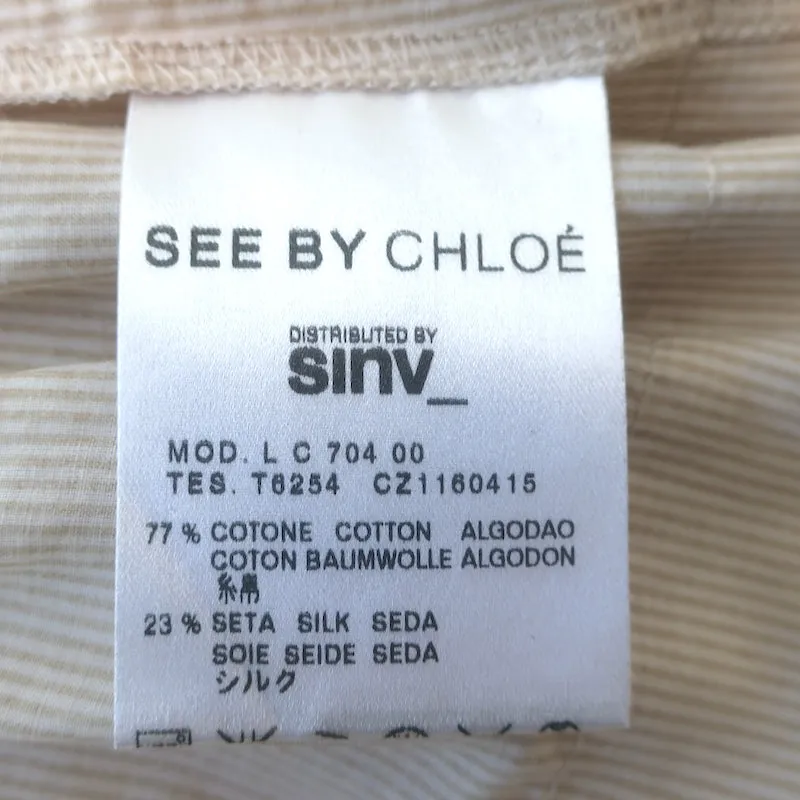 SEE BY CHLOÉ
DISTRIBUTED BY
sinv_
MOD. L C 704 00
TES. T6254 CZ1160415
77 % COTONE COTTON ALGODAO
COTON BAUMWOLLE ALGODON
綿
23 % SETA SILK SEDA
SOIE SEIDE SEDA
シルク